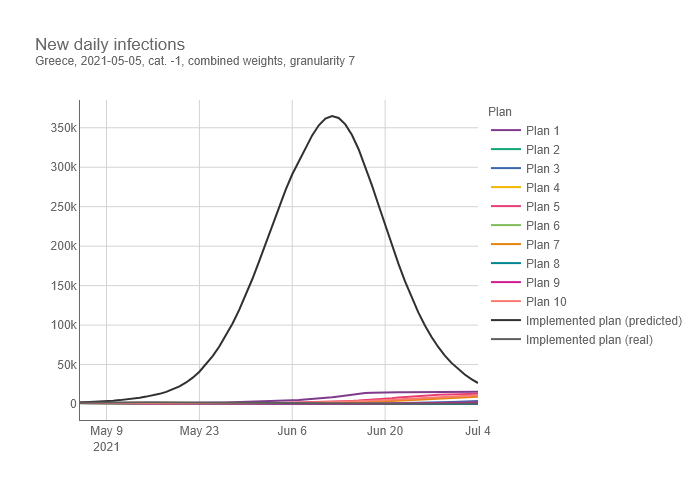 New daily infections
Greece, 2021-05-05, cat. -1, combined weights, granularity 7
Plan
Plan 1
Plan 2
Plan 3
Plan 4
Plan 5
Plan 6
Plan 7
Plan 8
Plan 9
Plan 10
Implemented plan (predicted)
Implemented plan (real)
350k
300k
250k
200k
150k
100k
50k
0
May 9
2021
May 23
Jun 6
Jun 20
Jul 4